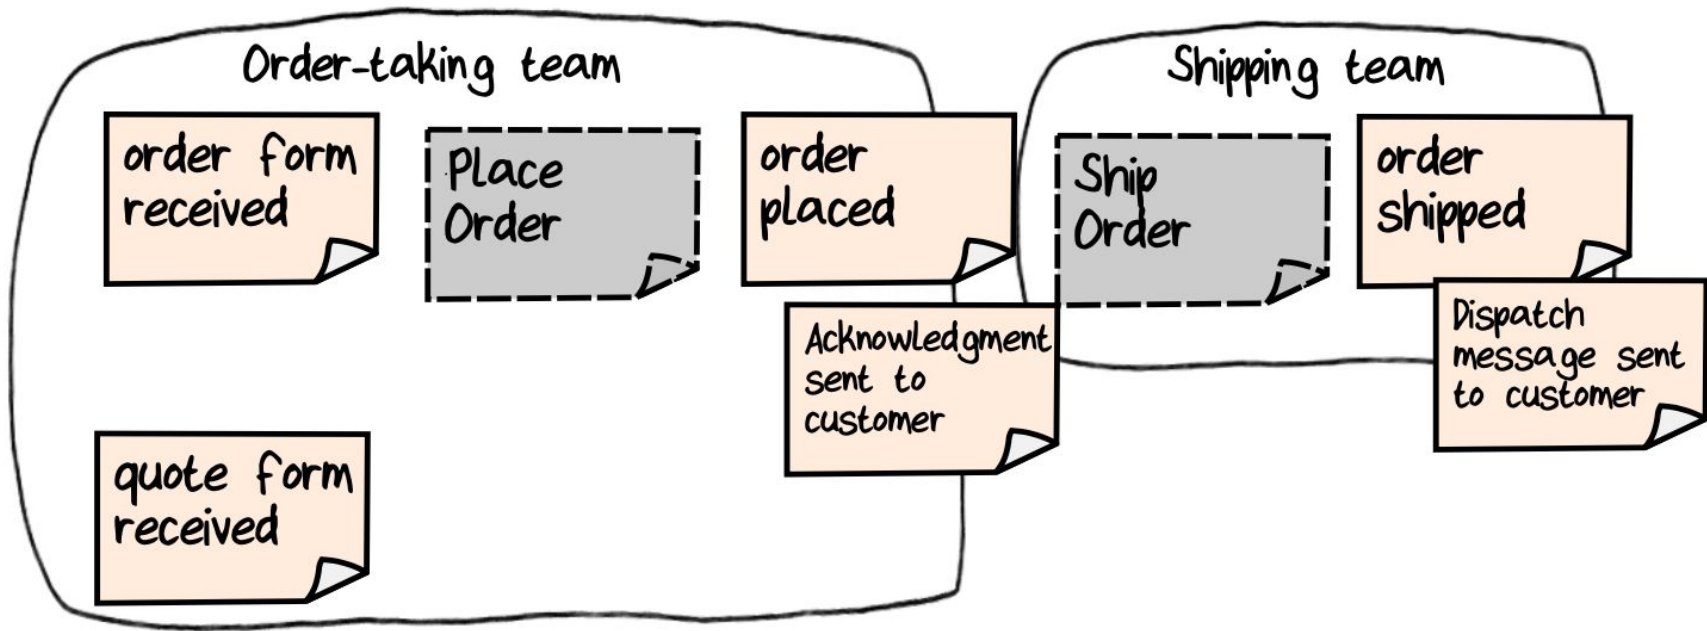 Order-taking team
order form
received
Place
Order
order
placed
Acknowledgment
sent to
customer
quote form
received
Shipping team
Ship
Order
order
shipped
Dispatch
message sent
to customer